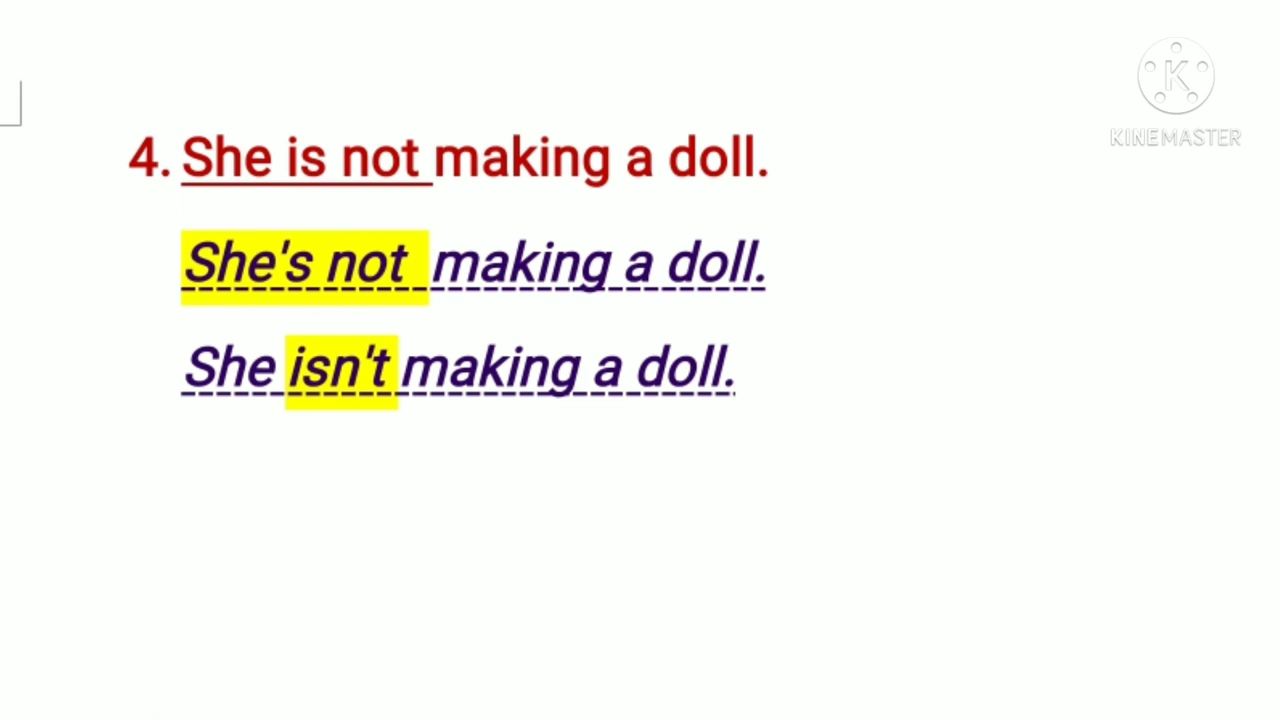 K
KINEMASTER
4. She is not making a doll.
She's not making a doll.
She isn't making a doll.